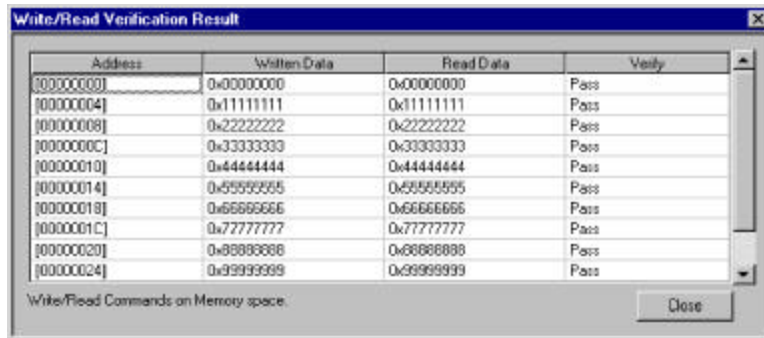 Write/Read Verification Result
Address Written Data Read Data Verify
[00000000] 0x00000000 0x00000000 Pass
[00000004] 0x11111111 0x11111111 Pass
[00000008] 0x22222222 0x22222222 Pass
[0000000C] 0x33333333 0x33333333 Pass
[00000010] 0x44444444 0x44444444 Pass
[00000014] 0x55555555 0x55555555 Pass
[00000018] 0x66666666 0x66666666 Pass
[0000001C] 0x77777777 0x77777777 Pass
[00000020] 0x88888888 0x88888888 Pass
[00000024] 0x99999999 0x99999999 Pass
Write/Read Commands on Memory space.
Close